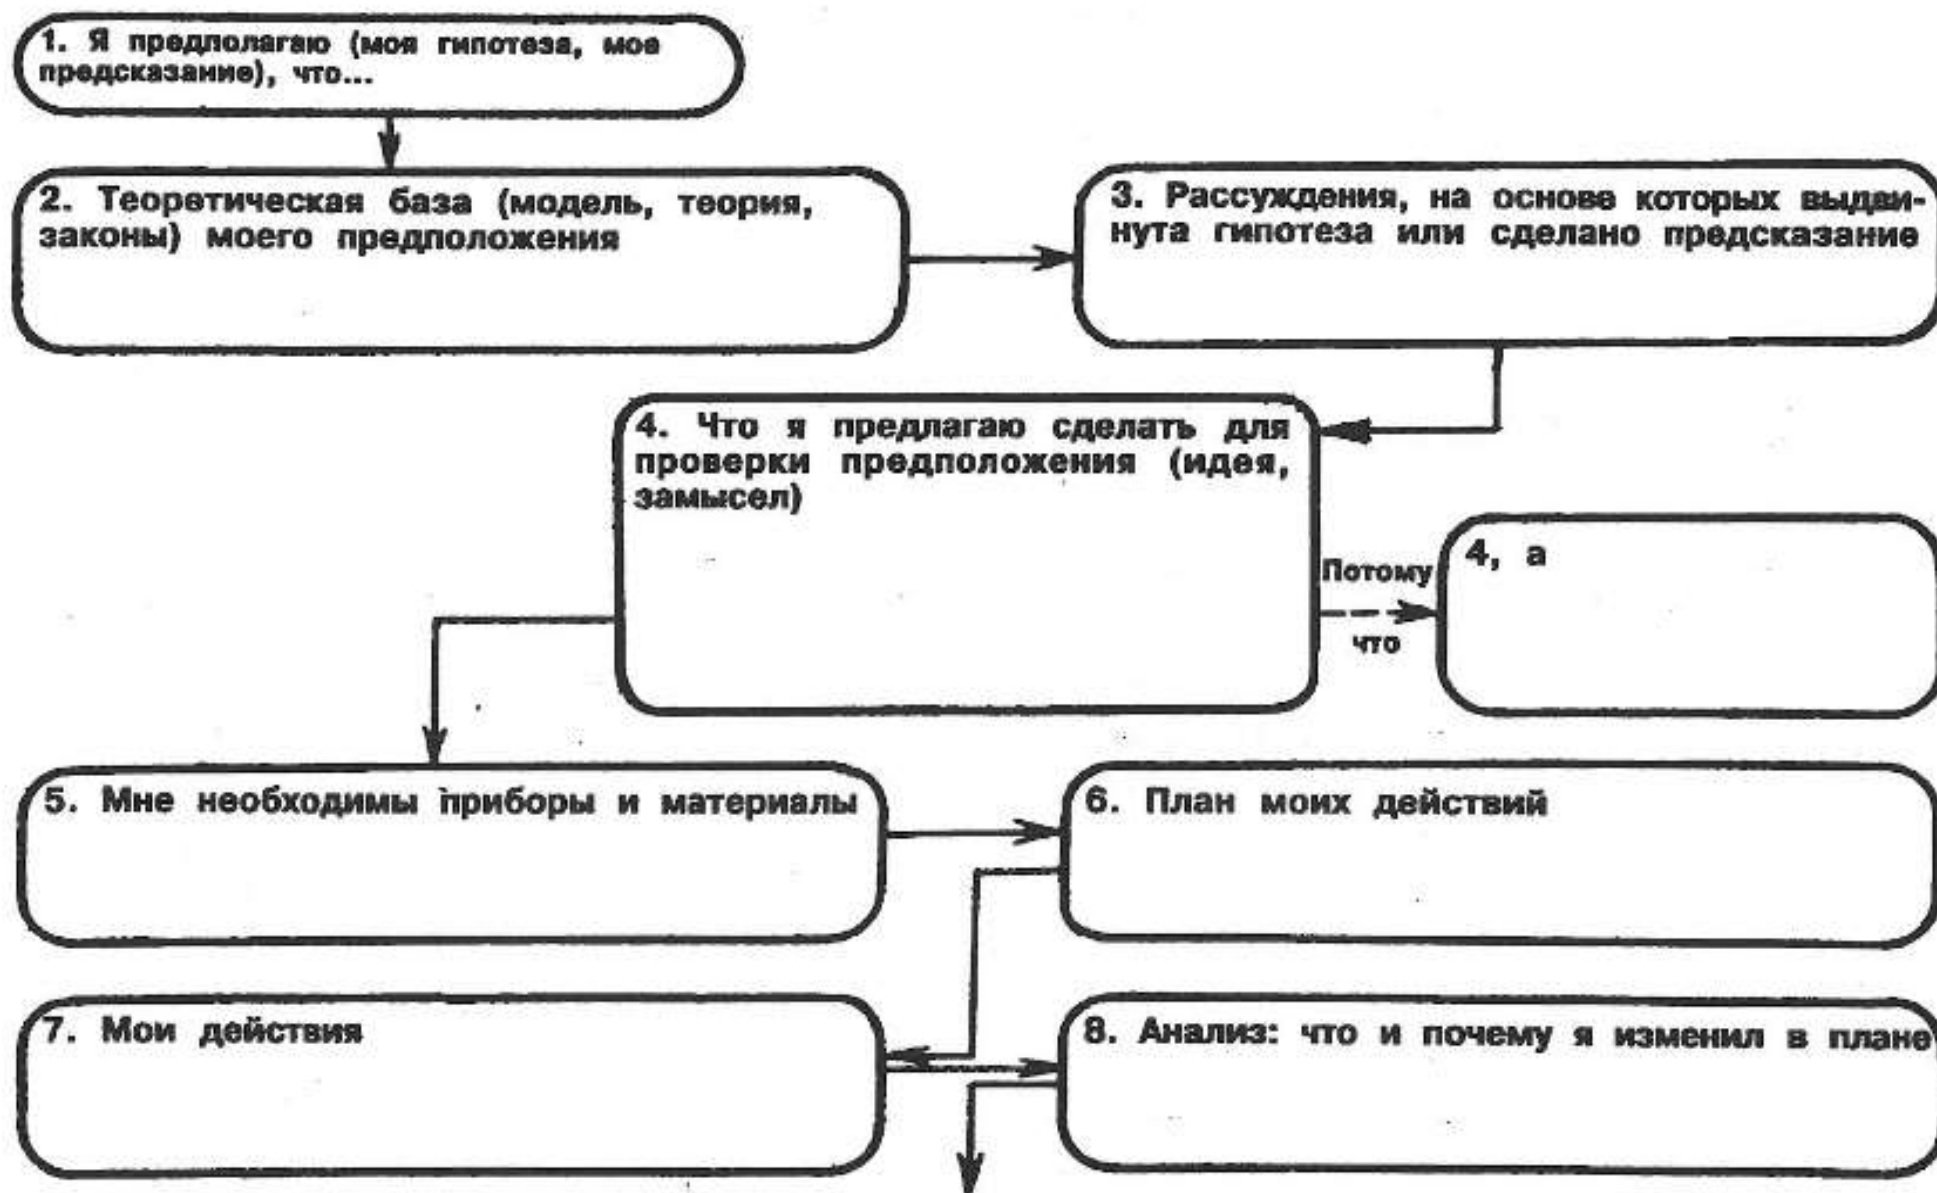 1. Я предполагаю (моя гипотеза, мое
предсказание), что...
2. Теоретическая база (модель, теория,
законы) моего предположения
3. Рассуждения, на основе которых выдви-
нута гипотеза или сделано предсказание
4. Что я предлагаю сделать для
проверки предположения (идея,
замысел)
Потому
что
4, а
5. Мне необходимы приборы и материалы
6. План моих действий
7. Мои действия
8. Анализ: что и почему я изменил в плане